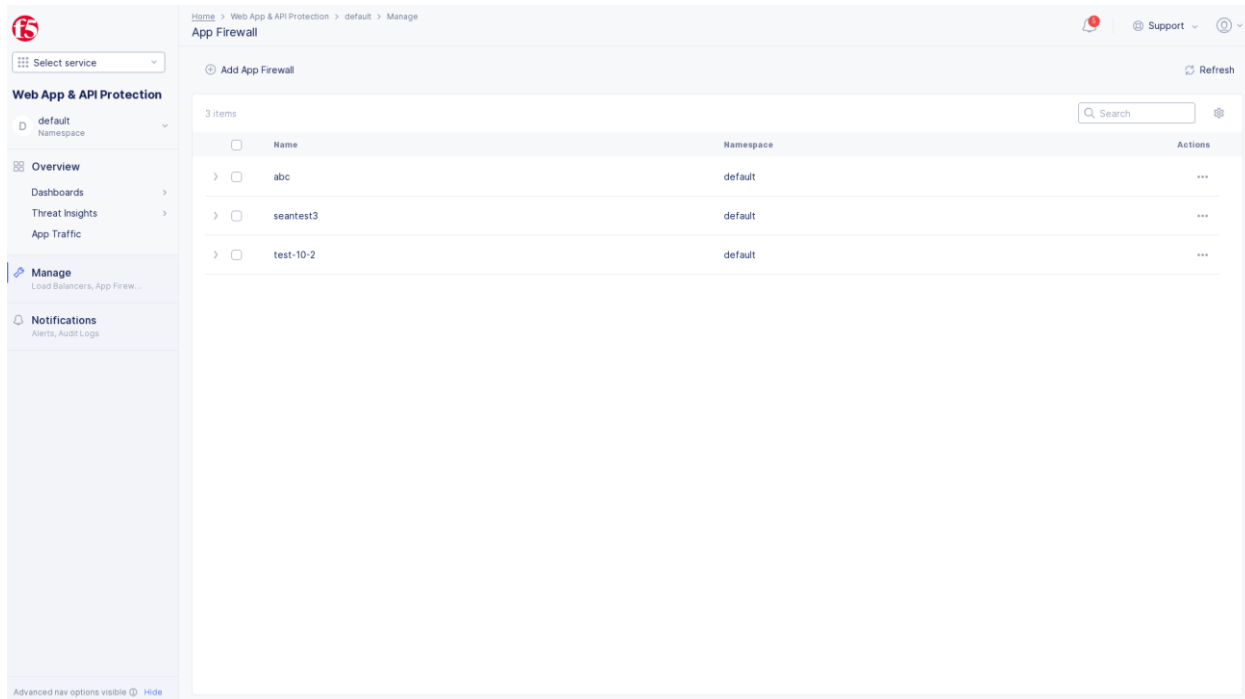 f5
Home > Web App & API Protection > default > Manage
App Firewall
5
Support
Select service
Add App Firewall
Refresh
Web App & API Protection
D
default
Namespace
3 items
Search
Name Namespace Actions
Overview
Dashboards
Threat Insights
App Traffic
abc default
seantest3 default
test-10-2 default
Manage
Load Balancers, App Firew...
Notifications
Alerts, Audit Logs
Advanced nav options visible Hide